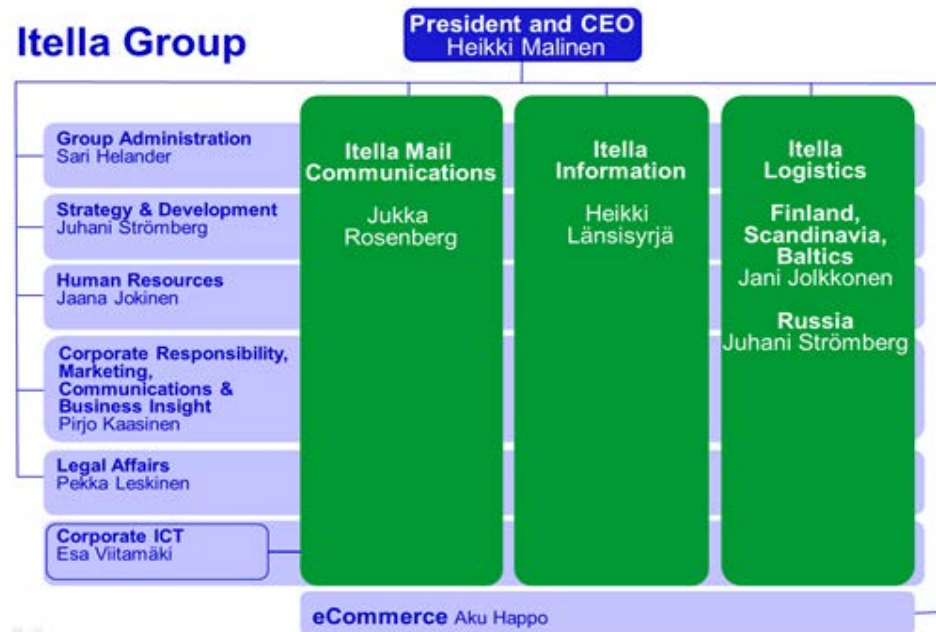 Itella Group
President and CEO
Heikki Malinen
Group Administration
Sari Helander
Strategy & Development
Juhani Strömberg
Human Resources
Jaana Jokinen
Corporate Responsibility,
Marketing,
Communications &
Business Insight
Pirjo Kaasinen
Legal Affairs
Pekka Leskinen
Corporate ICT
Esa Viitamäki
Itella Mail
Communications
Jukka
Rosenberg
Itella
Information
Heikki
Länsisyrjä
Itella
Logistics
Finland,
Scandinavia,
Baltics
Jani Jolkkonen
Russia
Juhani Strömberg
eCommerce Aku Happo